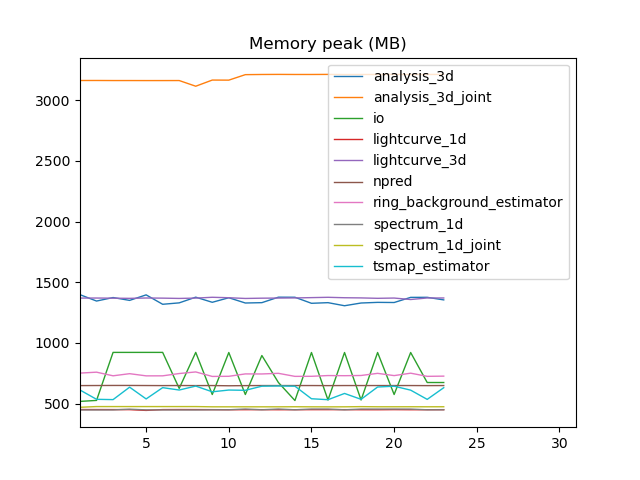 Memory peak (MB)
3000
2500
2000
1500
1000
500
analysis_3d
analysis_3d_joint
io
lightcurve_1d
lightcurve_3d
npred
ring_background_estimator
spectrum_1d
spectrum_1d_joint
tsmap_estimator
5 10 15 20 25 30